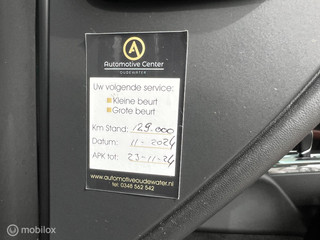 A
Automotive Center
OUDEWATER
Uw volgende service:
Kleine beurt
Grote beurt
Km Stand: 129.000
Datum: 11-2024
APK tot: 23-11-24
www.automotiveoudewater.nl
tel. 0348 562 542
mobilox